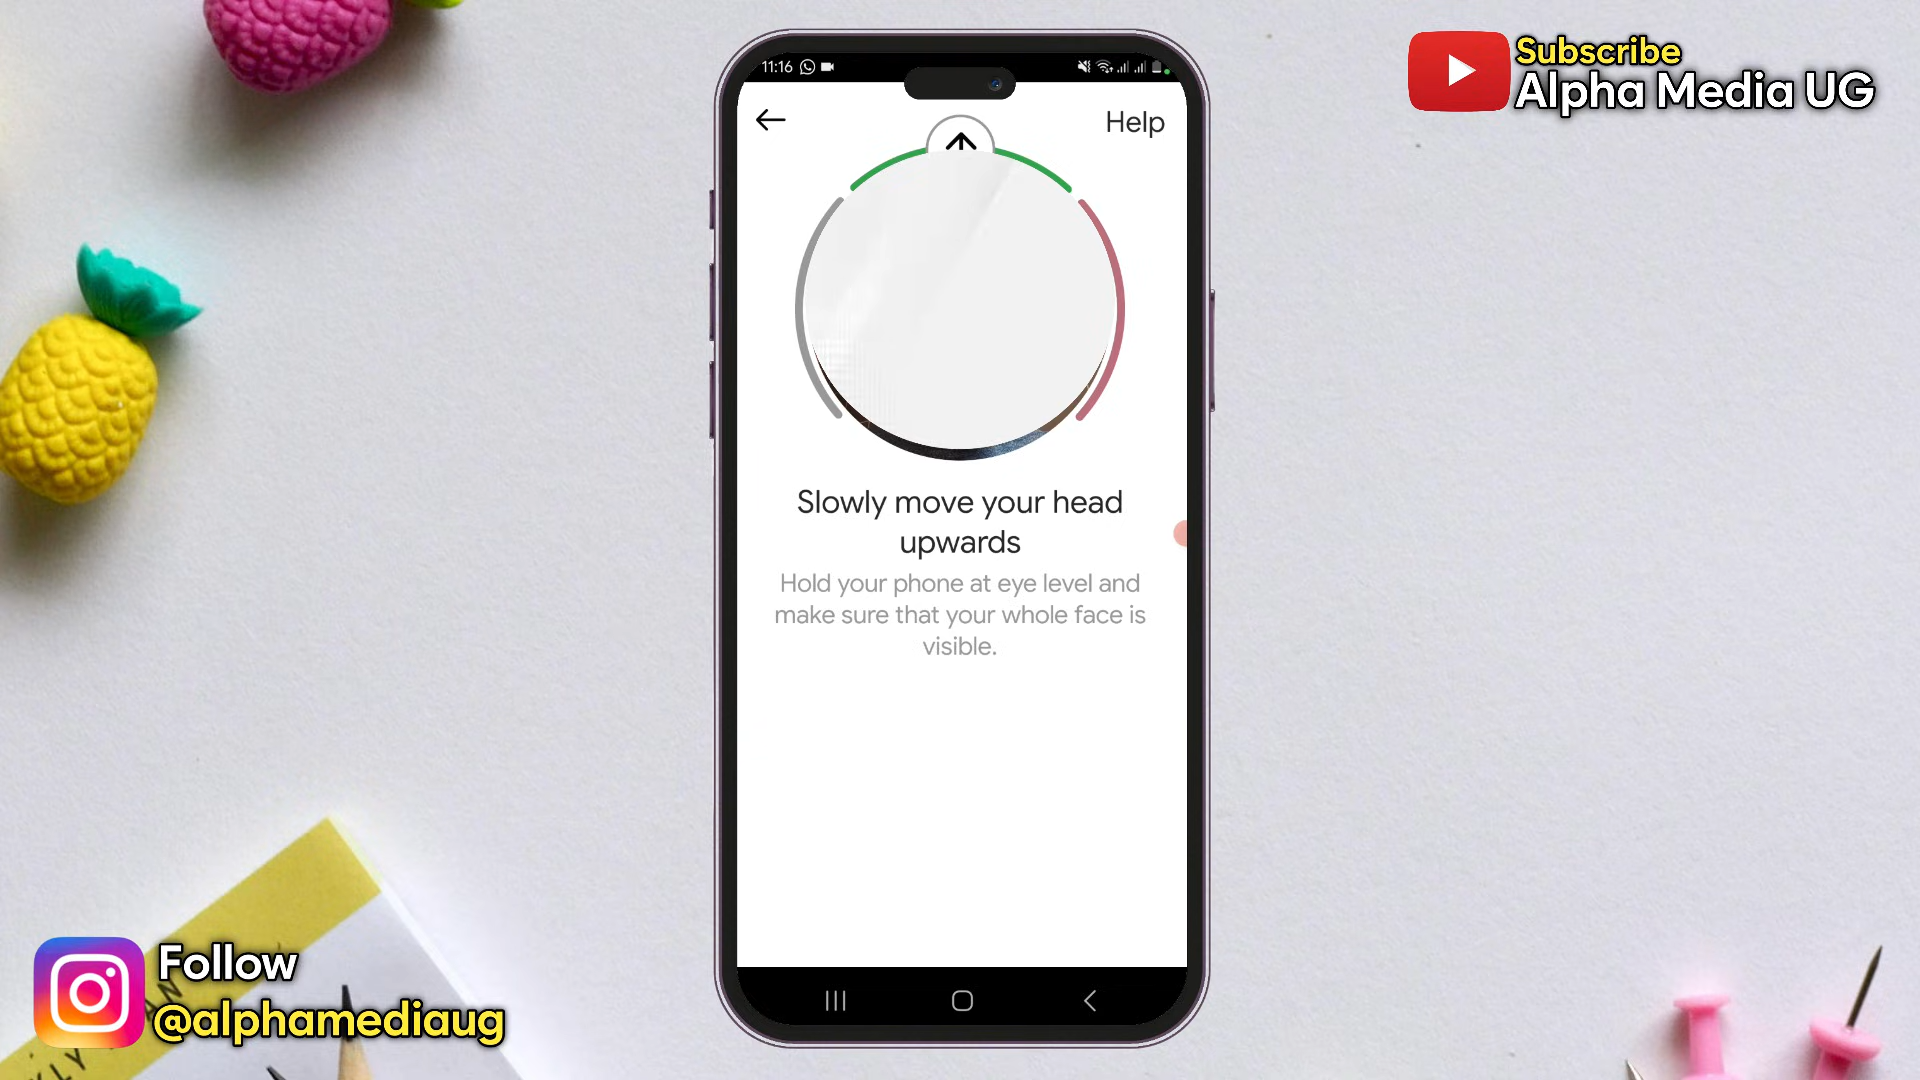 11:16
Help
Slowly move your head
upwards
Hold your phone at eye level and
make sure that your whole face is
visible.
Subscribe
Alpha Media UG
Follow
@alphamediaug